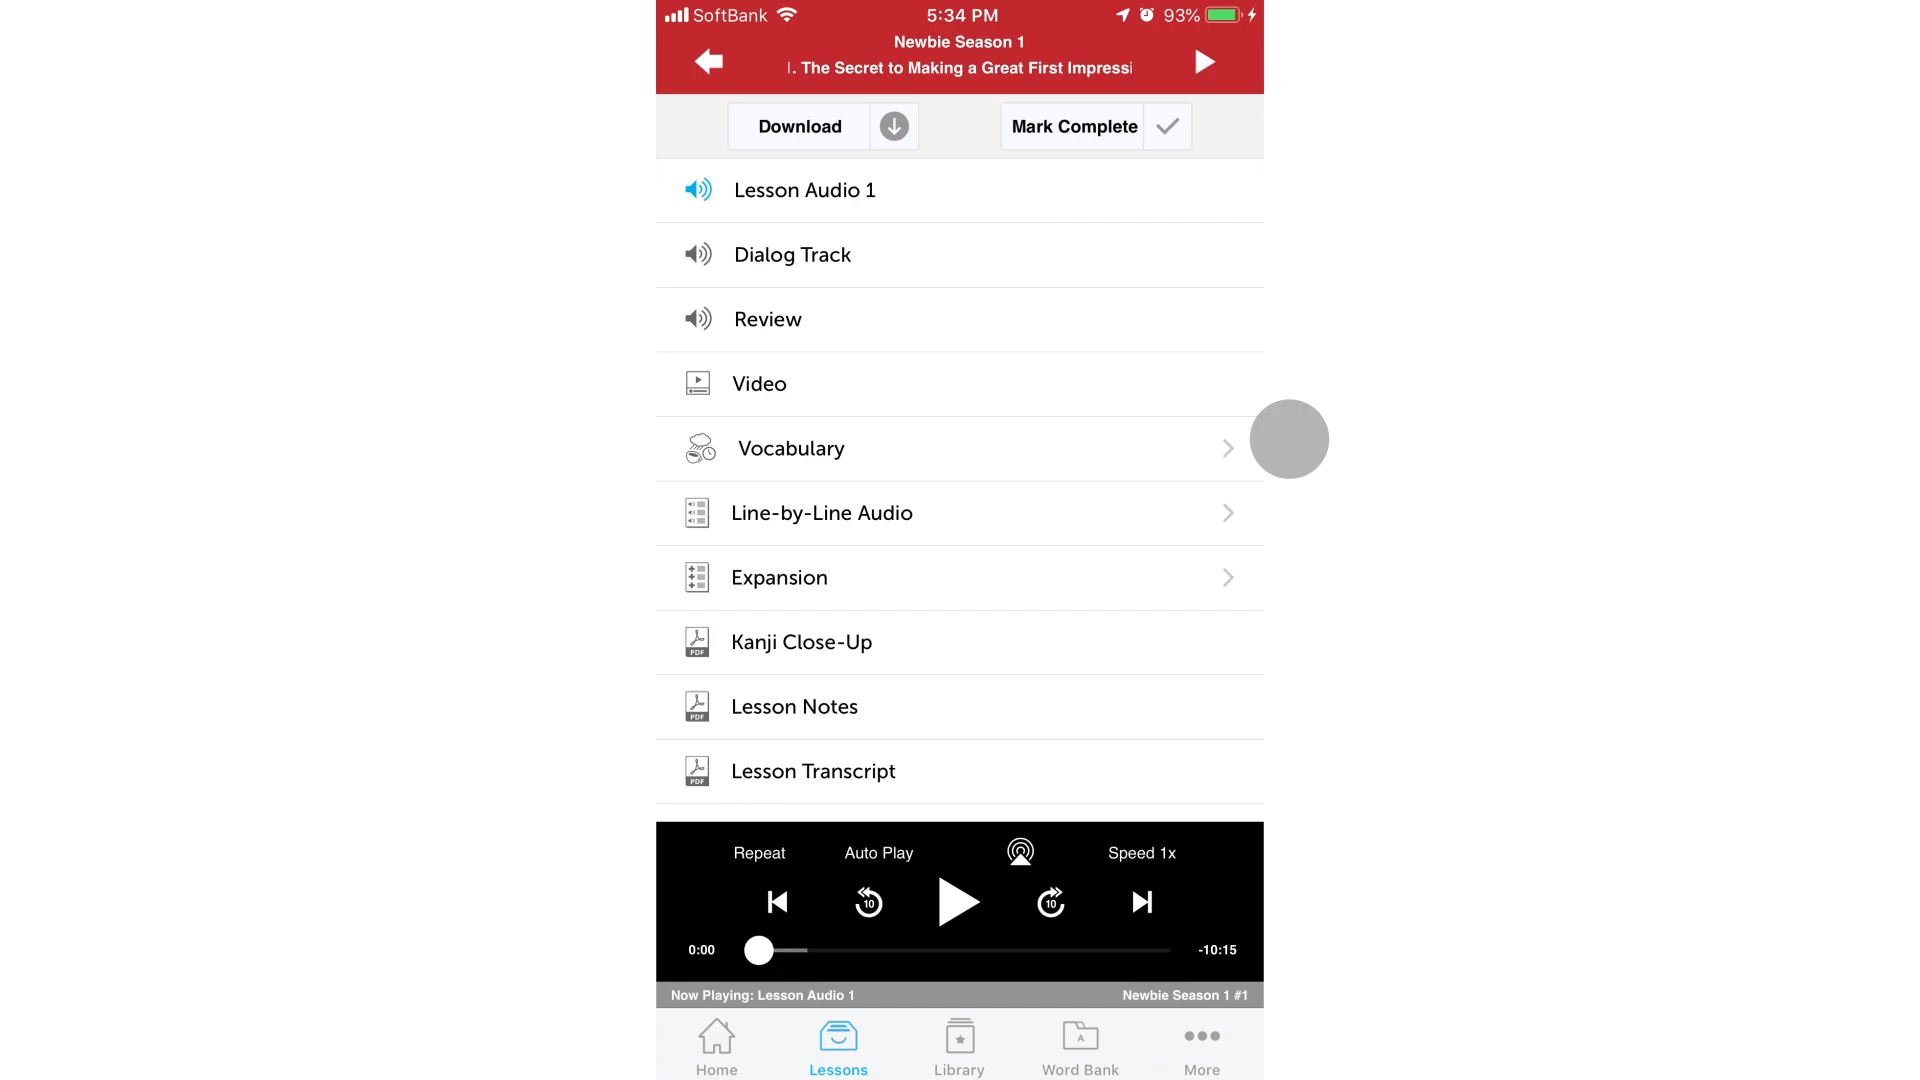 SoftBank 5:34 PM 93%
Newbie Season 1
. The Secret to Making a Great First Impressi
Download Mark Complete
Lesson Audio 1
Dialog Track
Review
Video
Vocabulary
Line-by-Line Audio
Expansion
PDF Kanji Close-Up
PDF Lesson Notes
PDF Lesson Transcript
Repeat Auto Play Speed 1x
10 10
0:00 -10:15
Now Playing: Lesson Audio 1 Newbie Season 1 #1
A
Home Lessons Library Word Bank More